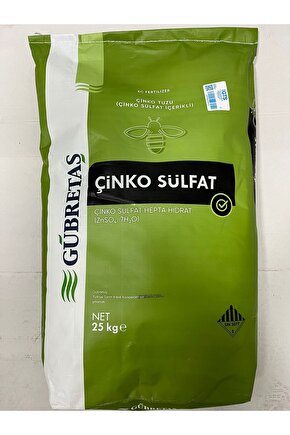 EC FERTILIZER
ÇİNKO TUZU
(ÇİNKO SÜLFAT İÇERİKLİ)
ÇİNKO SÜLFAT
ÇİNKO SÜLFAT HEPTA HİDRAT
(ZnSO₄ .7H₂O)
GÜBRETAŞ
NET
25 kg e